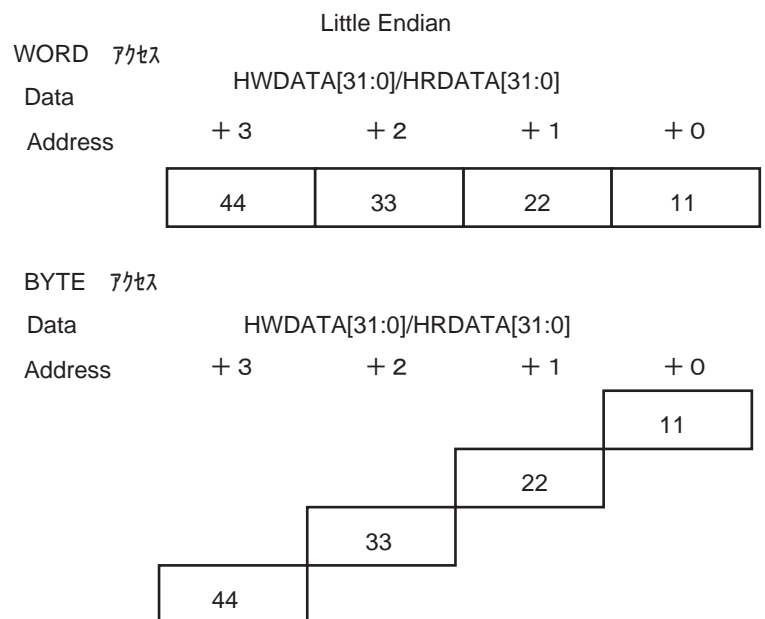 Little Endian
WORD ｱｸｾｽ
Data HWDATA[31:0]/HRDATA[31:0]
Address ＋３ ＋２ ＋１ ＋０
44 33 22 11
BYTE ｱｸｾｽ
Data HWDATA[31:0]/HRDATA[31:0]
Address ＋３ ＋２ ＋１ ＋０
11
22
33
44